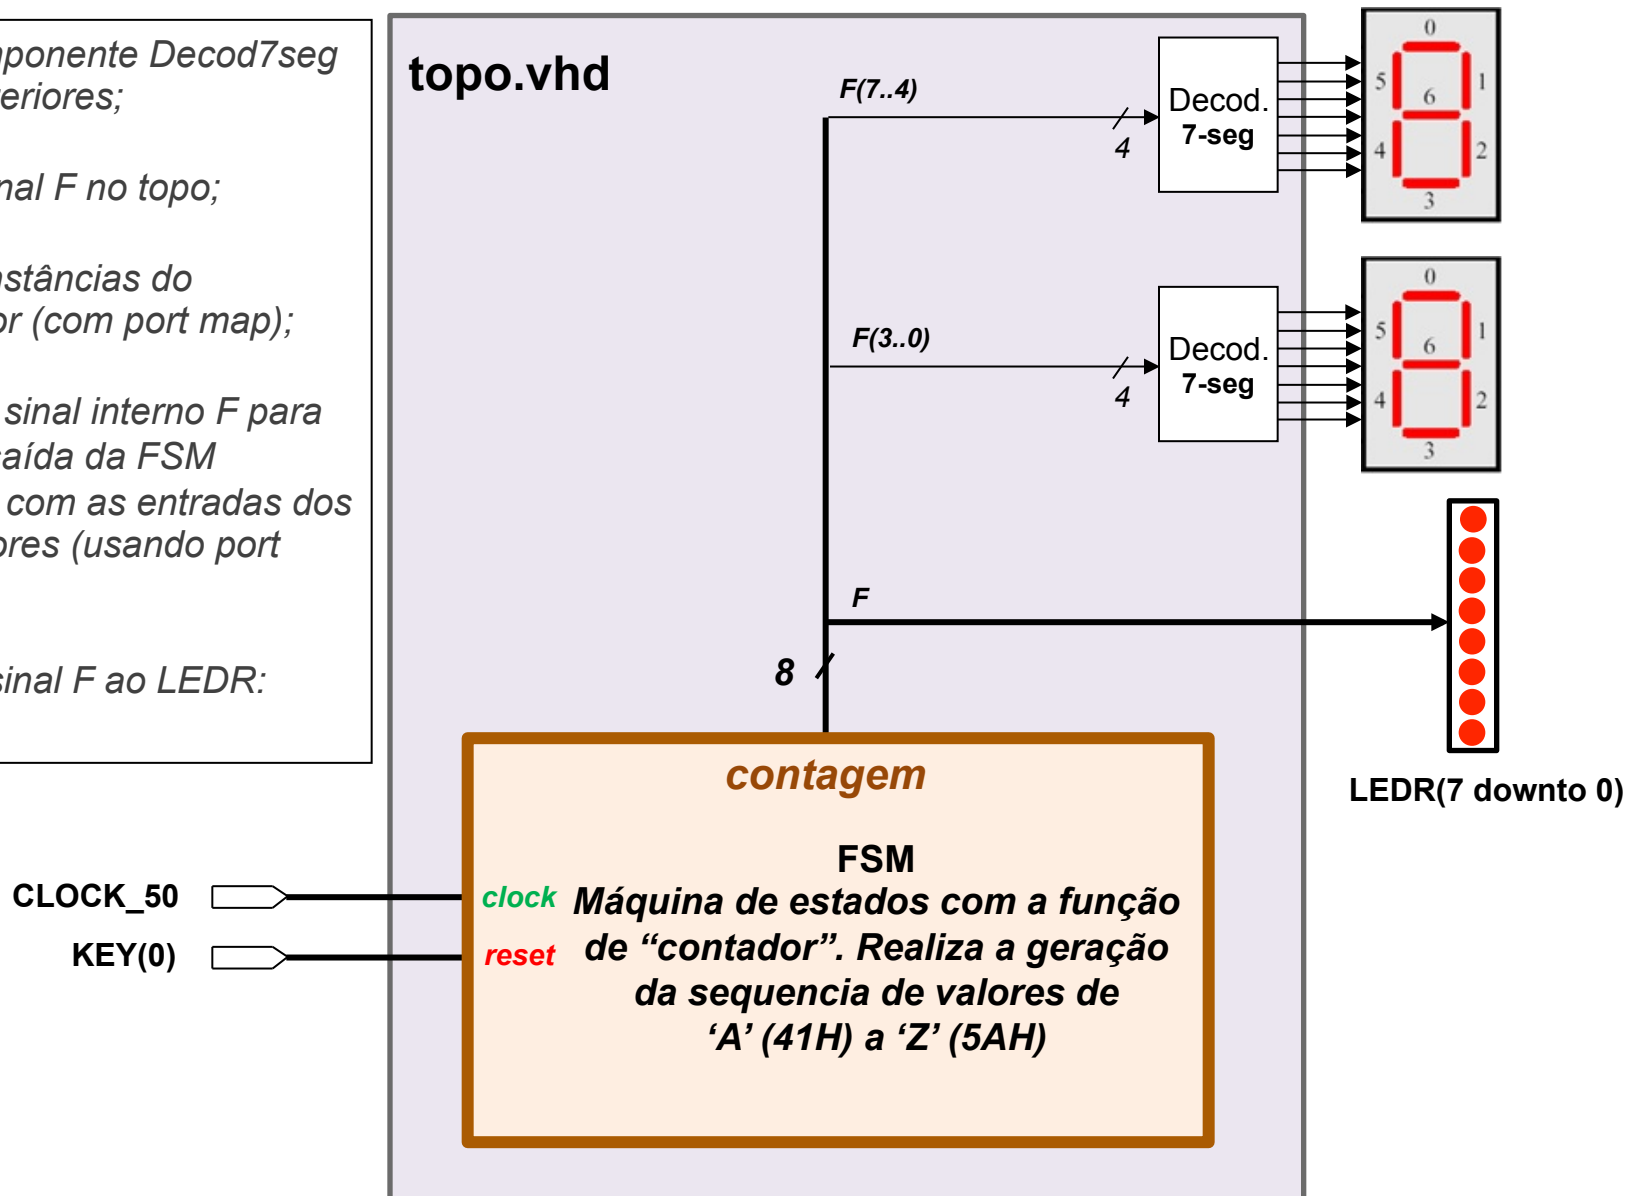 ponente Decod7seg
eriores;
nal F no topo;
nstâncias do
or (com port map);
sinal interno F para
saída da FSM
com as entradas dos
ores (usando port
sinal F ao LEDR:
topo.vhd
F(7..4)
4
Decod.
7-seg
0
5
6
1
4
2
3
F(3..0)
4
Decod.
7-seg
0
5
6
1
4
2
3
F
8
LEDR(7 downto 0)
contagem
FSM
CLOCK_50
clock
Máquina de estados com a função
KEY(0)
reset
de “contador”. Realiza a geração
da sequencia de valores de
‘A’ (41H) a ‘Z’ (5AH)